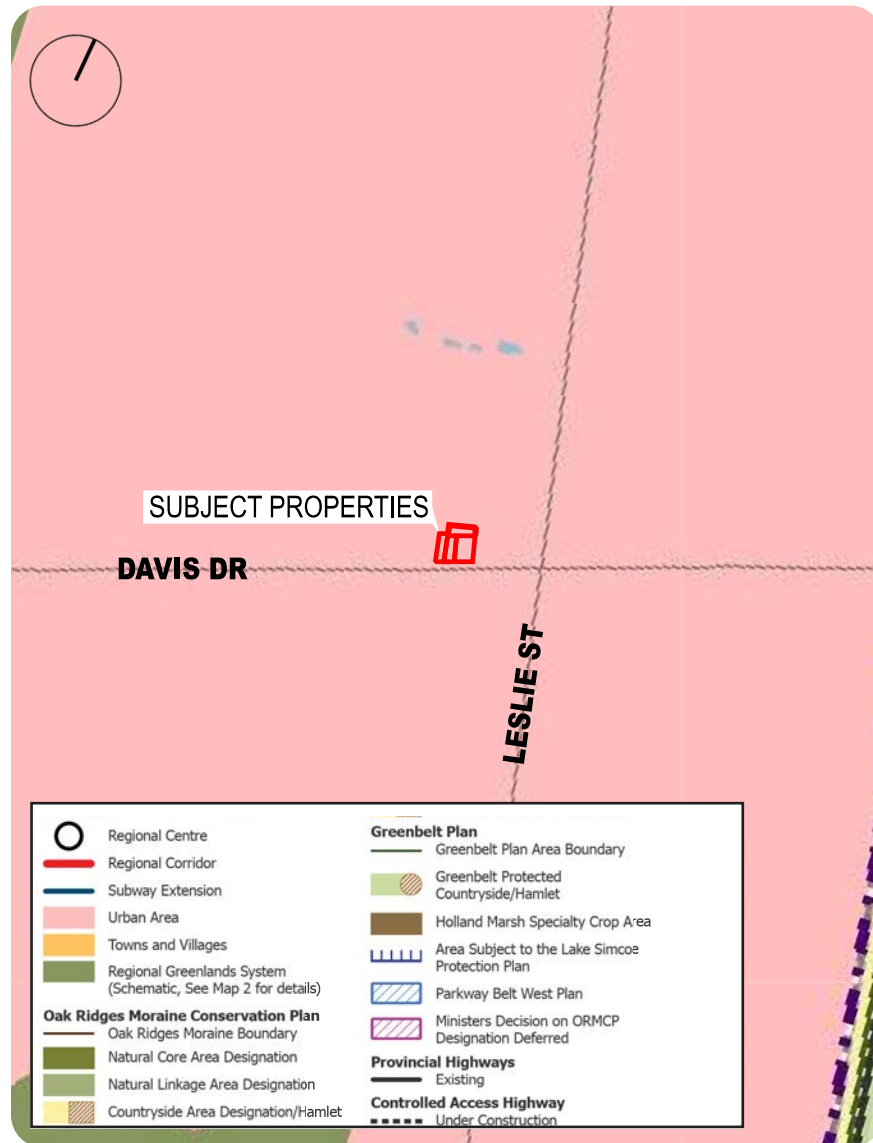 SUBJECT PROPERTIES
DAVIS DR
LESLIE ST
Regional Centre
Regional Corridor
Subway Extension
Urban Area
Towns and Villages
Regional Greenlands System
(Schematic, See Map 2 for details)
Oak Ridges Moraine Conservation Plan
Oak Ridges Moraine Boundary
Natural Core Area Designation
Natural Linkage Area Designation
Countryside Area Designation/Hamlet
Greenbelt Plan
Greenbelt Plan Area Boundary
Greenbelt Protected
Countryside/Hamlet
Holland Marsh Specialty Crop Area
Area Subject to the Lake Simcoe
Protection Plan
Parkway Belt West Plan
Ministers Decision on ORMCP
Designation Deferred
Provincial Highways
Existing
Controlled Access Highway
Under Construction